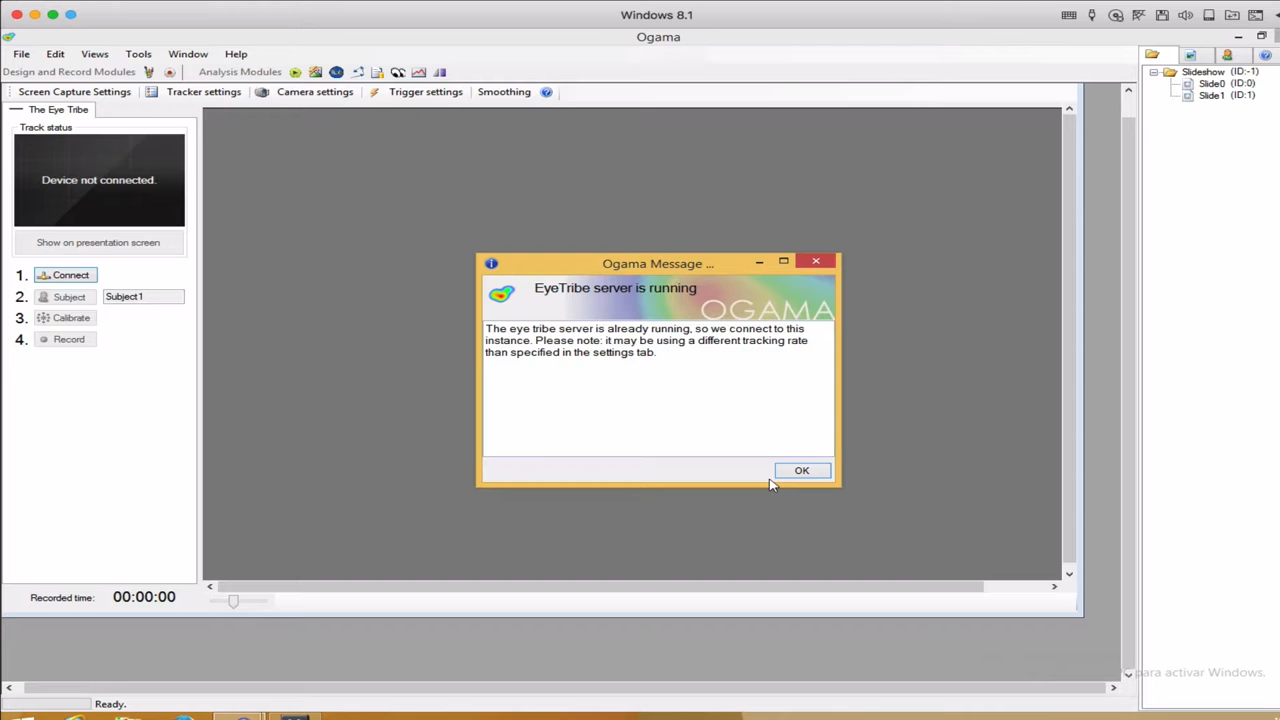 Windows 8.1
Ogama
File Edit Views Tools Window Help
Design and Record Modules Analysis Modules
Screen Capture Settings Tracker settings Camera settings Trigger settings Smoothing
The Eye Tribe
Track status
Device not connected.
Show on presentation screen
1. Connect
2. Subject Subject1
3. Calibrate
4. Record
Recorded time: 00:00:00
Ready.
Ogama Message ...
EyeTribe server is running
OGAMA
The eye tribe server is already running, so we connect to this
instance. Please note: it may be using a different tracking rate
than specified in the settings tab.
OK
Slideshow (ID:-1)
Slide0 (ID:0)
Slide1 (ID:1)
para activar Windows.